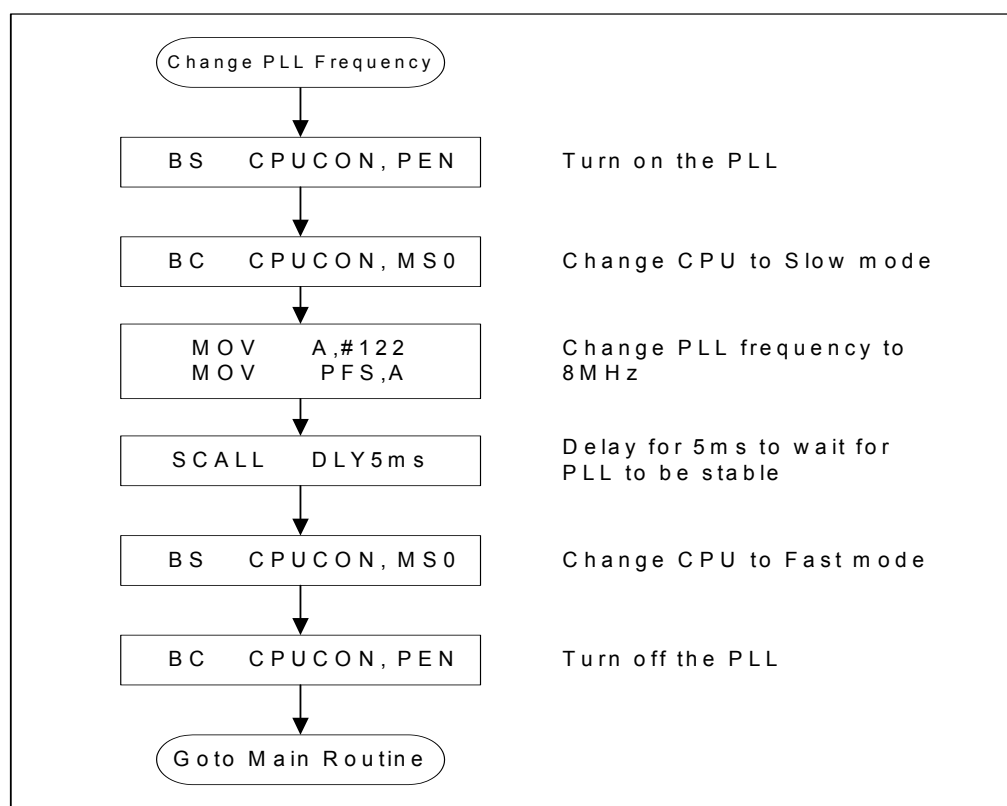 Change PLL Frequency
BS CPUCON, PEN
Turn on the PLL
BC CPUCON, MS0
Change CPU to Slow mode
MOV A,#122
MOV PFS,A
Change PLL frequency to
8MHz
SCALL DLY5ms
Delay for 5ms to wait for
PLL to be stable
BS CPUCON, MS0
Change CPU to Fast mode
BC CPUCON, PEN
Turn off the PLL
Goto Main Routine